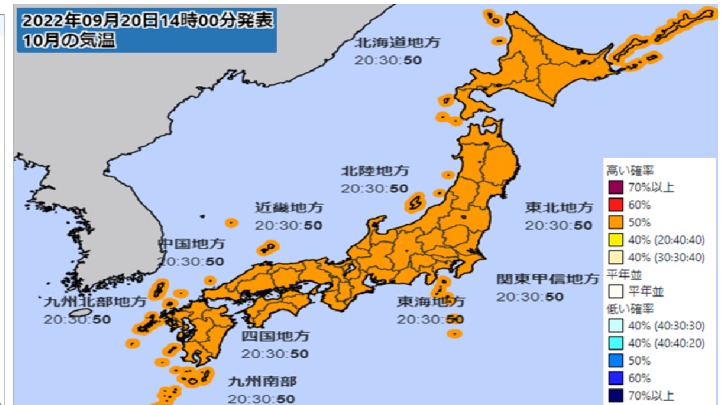 2022年09月20日14時00分発表
10月の気温
北海道地方
20:30:50
北陸地方
20:30:50
近畿地方
20:30:50
東北地方
20:30:50
中国地方
20:30:50
関東甲信地方
20:30:50
九州北部地方
20:30:50
東海地方
20:30:50
四国地方
20:30:50
九州南部
20:30:50
高い確率
70%以上
60%
50%
40% (20:40:40)
40% (30:30:40)
平年並
平年並
低い確率
40% (40:30:30)
40% (40:40:20)
50%
60%
70%以上